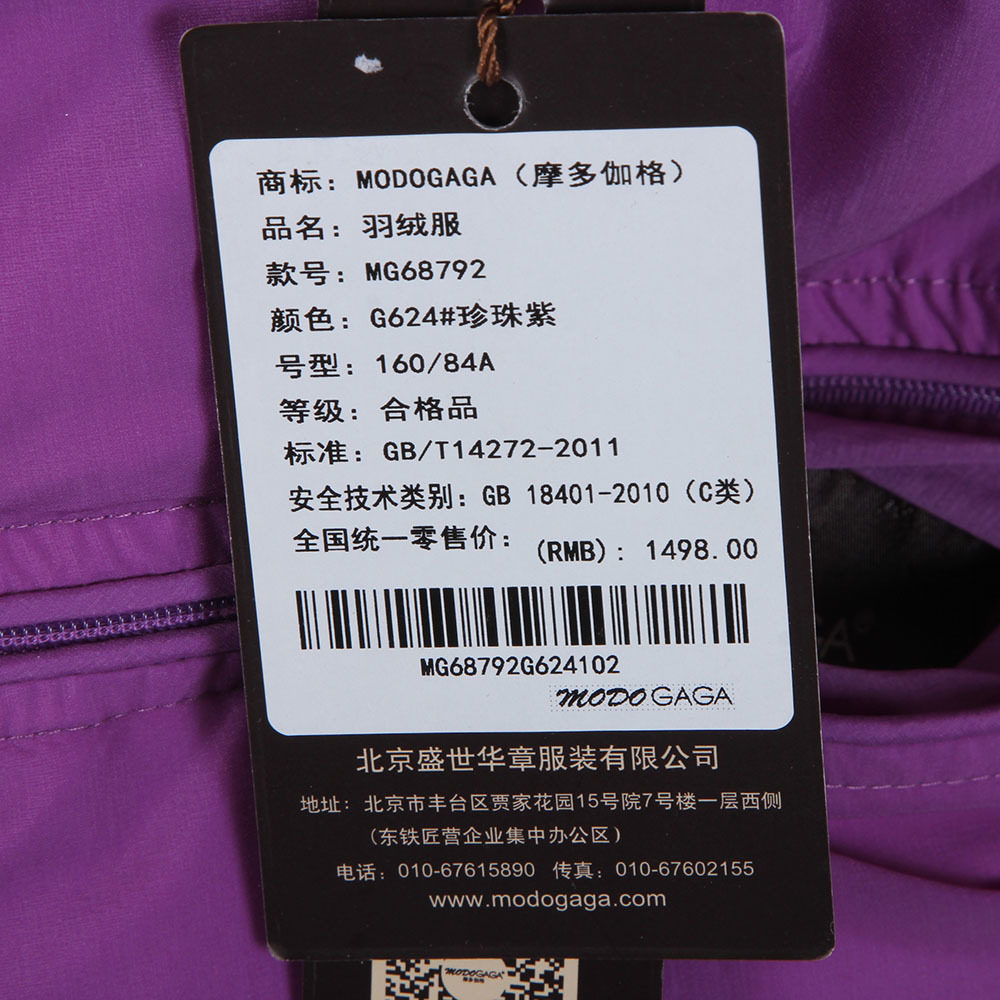 商标：MODOGAGA（摩多伽格）
品名：羽绒服
款号：MG68792
颜色：G624#珍珠紫
号型：160/84A
等级：合格品
标准：GB/T14272-2011
安全技术类别：GB 18401-2010（C类）
全国统一零售价：(RMB)：1498.00
MG68792G624102
MODOGAGA
北京盛世华章服装有限公司
地址：北京市丰台区贾家花园15号院7号楼一层西侧
（东铁匠营企业集中办公区）
电话：010-67615890 传真：010-67602155
www.modogaga.com
MODOGAGA
摩多伽格